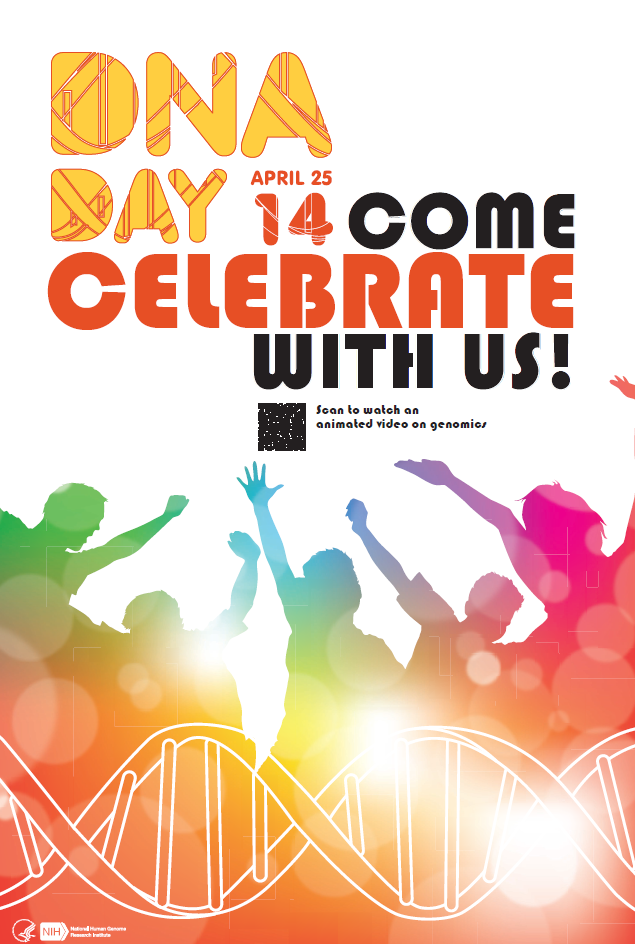 DNA
DAY
APRIL 25
14
COME
CELEBRATE
WITH US!
Scan to watch an
animated video on genomics
NIH
National Human Genome
Research Institute